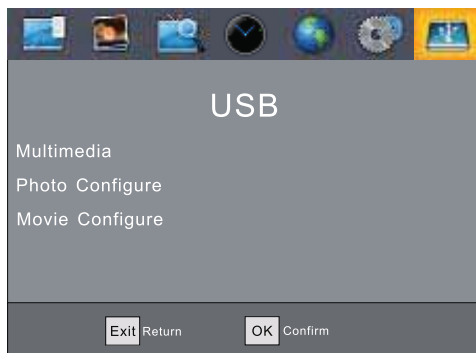 USB
Multimedia
Photo Configure
Movie Configure
Exit Return OK Confirm